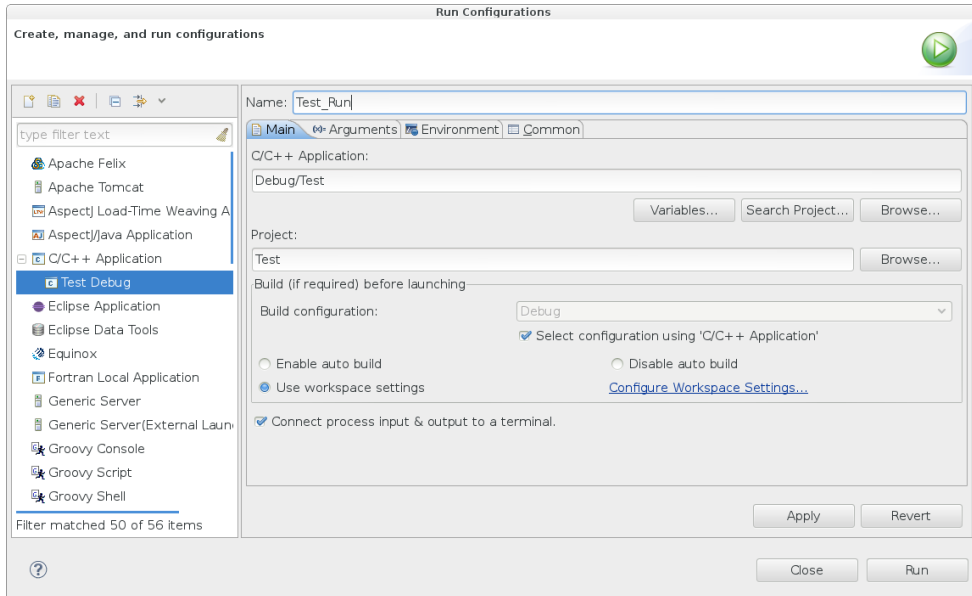 Run Configurations
Create, manage, and run configurations
Name: Test_Run
type filter text
Main Arguments Environment Common
Apache Felix
Apache Tomcat
AspectJ Load-Time Weaving A
AspectJ/Java Application
C/C++ Application
Test Debug
Eclipse Application
Eclipse Data Tools
Equinox
Fortran Local Application
Generic Server
Generic Server(External Laun
Groovy Console
Groovy Script
Groovy Shell
Filter matched 50 of 56 items
C/C++ Application:
Debug/Test
Variables... Search Project... Browse...
Project:
Test Browse...
Build (if required) before launching
Build configuration: Debug
Select configuration using 'C/C++ Application'
Enable auto build Disable auto build
Use workspace settings Configure Workspace Settings...
Connect process input & output to a terminal.
Apply Revert
Close Run